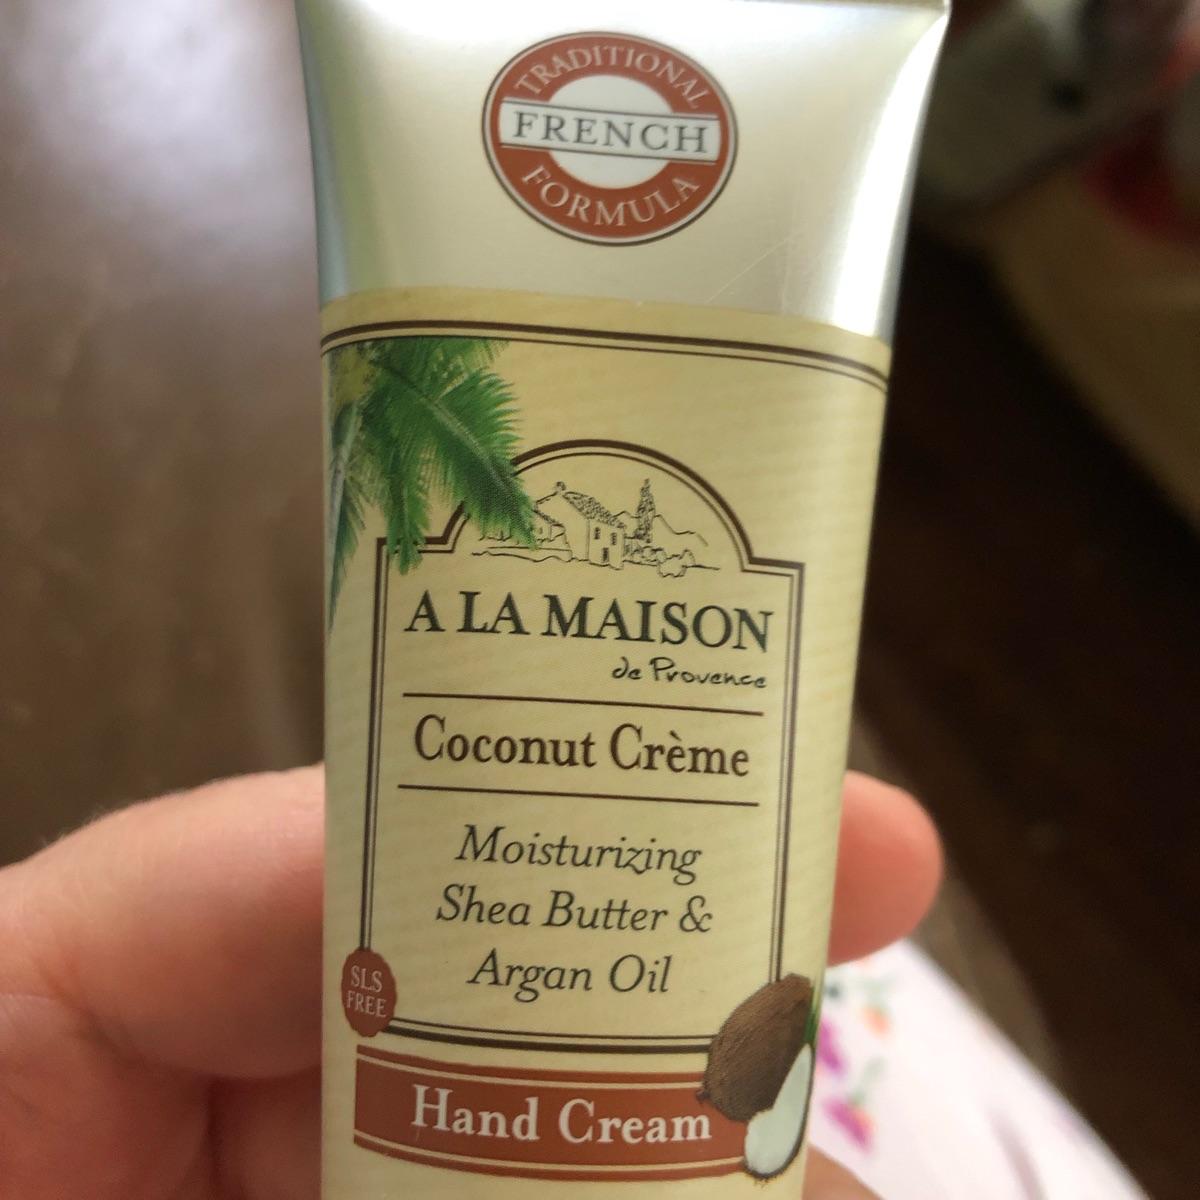 TRADITIONAL
FRENCH
FORMULA
A LA MAISON
de Provence
Coconut Crème
Moisturizing
Shea Butter &
Argan Oil
SLS
FREE
Hand Cream